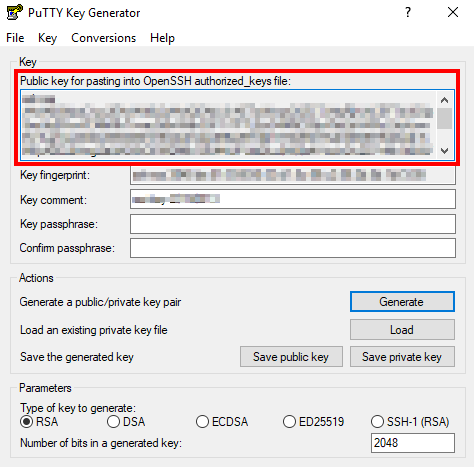 PuTTY Key Generator
File Key Conversions Help
Key
Public key for pasting into OpenSSH authorized_keys file:
Key fingerprint:
Key comment:
Key passphrase:
Confirm passphrase:
Actions
Generate a public/private key pair Generate
Load an existing private key file Load
Save the generated key Save public key Save private key
Parameters
Type of key to generate:
RSA DSA ECDSA ED25519 SSH-1 (RSA)
Number of bits in a generated key: 2048